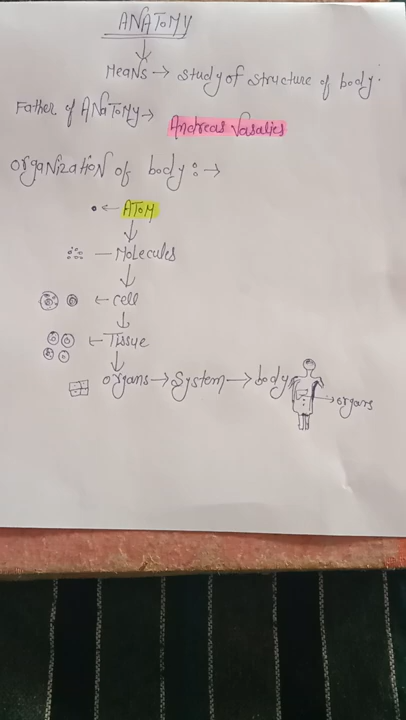 ANATOMY
Means → study of structure of body.
Father of ANATOMY → Andreas Vasalies
Organization of body :→
ATOM
Molecules
cell
Tissue
organs → System → body
→ organs